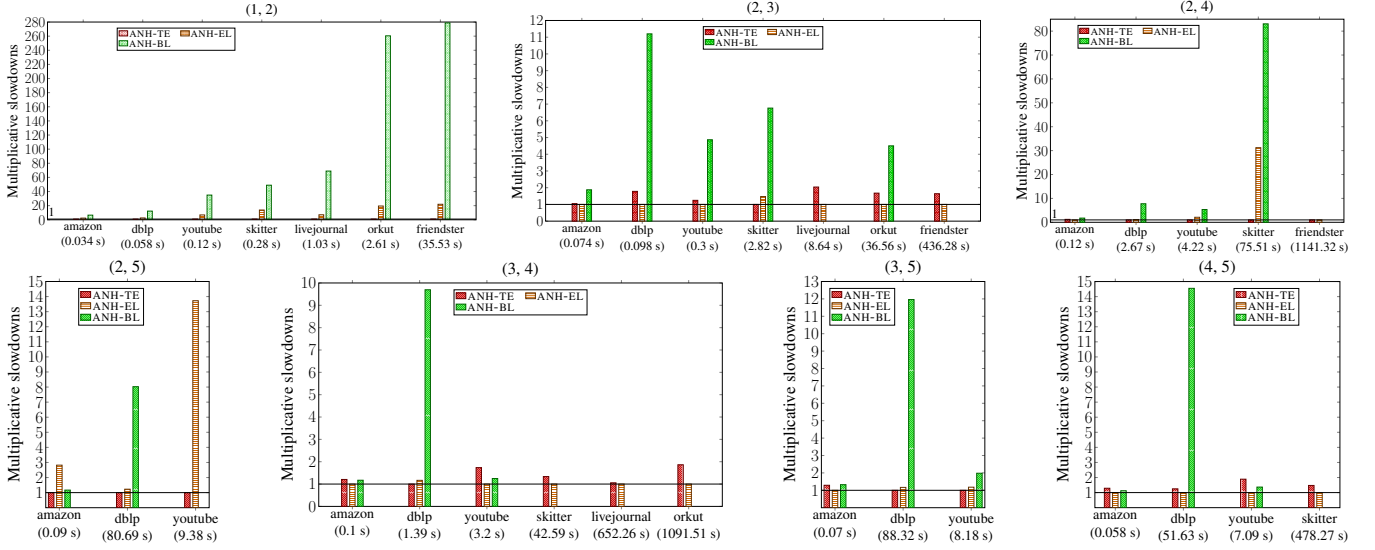 (1, 2)
Multiplicative slowdowns
280
260
240
220
200
180
160
140
120
100
80
60
40
20
0
1
ANH-TE ANH-EL
ANH-BL
amazon dblp youtube skitter livejournal orkut friendster
(0.034 s) (0.058 s) (0.12 s) (0.28 s) (1.03 s) (2.61 s) (35.53 s)
(2, 3)
Multiplicative slowdowns
12
11
10
9
8
7
6
5
4
3
2
1
0
ANH-TE ANH-EL
ANH-BL
amazon dblp youtube skitter livejournal orkut friendster
(0.074 s) (0.098 s) (0.3 s) (2.82 s) (8.64 s) (36.56 s) (436.28 s)
(2, 4)
Multiplicative slowdowns
80
70
60
50
40
30
20
10
0
1
ANH-TE ANH-EL
ANH-BL
amazon dblp youtube skitter friendster
(0.12 s) (2.67 s) (4.22 s) (75.51 s) (1141.32 s)
(2, 5)
Multiplicative slowdowns
15
14
13
12
11
10
9
8
7
6
5
4
3
2
1
ANH-TE
ANH-EL
ANH-BL
amazon dblp youtube
(0.09 s) (80.69 s) (9.38 s)
(3, 4)
Multiplicative slowdowns
10
9
8
7
6
5
4
3
2
1
0
ANH-TE ANH-EL
ANH-BL
amazon dblp youtube skitter livejournal orkut
(0.1 s) (1.39 s) (3.2 s) (42.59 s) (652.26 s) (1091.51 s)
(3, 5)
Multiplicative slowdowns
13
12
11
10
9
8
7
6
5
4
3
2
1
0
ANH-TE
ANH-EL
ANH-BL
amazon dblp youtube
(0.07 s) (88.32 s) (8.18 s)
(4, 5)
Multiplicative slowdowns
15
14
13
12
11
10
9
8
7
6
5
4
3
2
1
ANH-TE
ANH-EL
ANH-BL
amazon dblp youtube skitter
(0.058 s) (51.63 s) (7.09 s) (478.27 s)